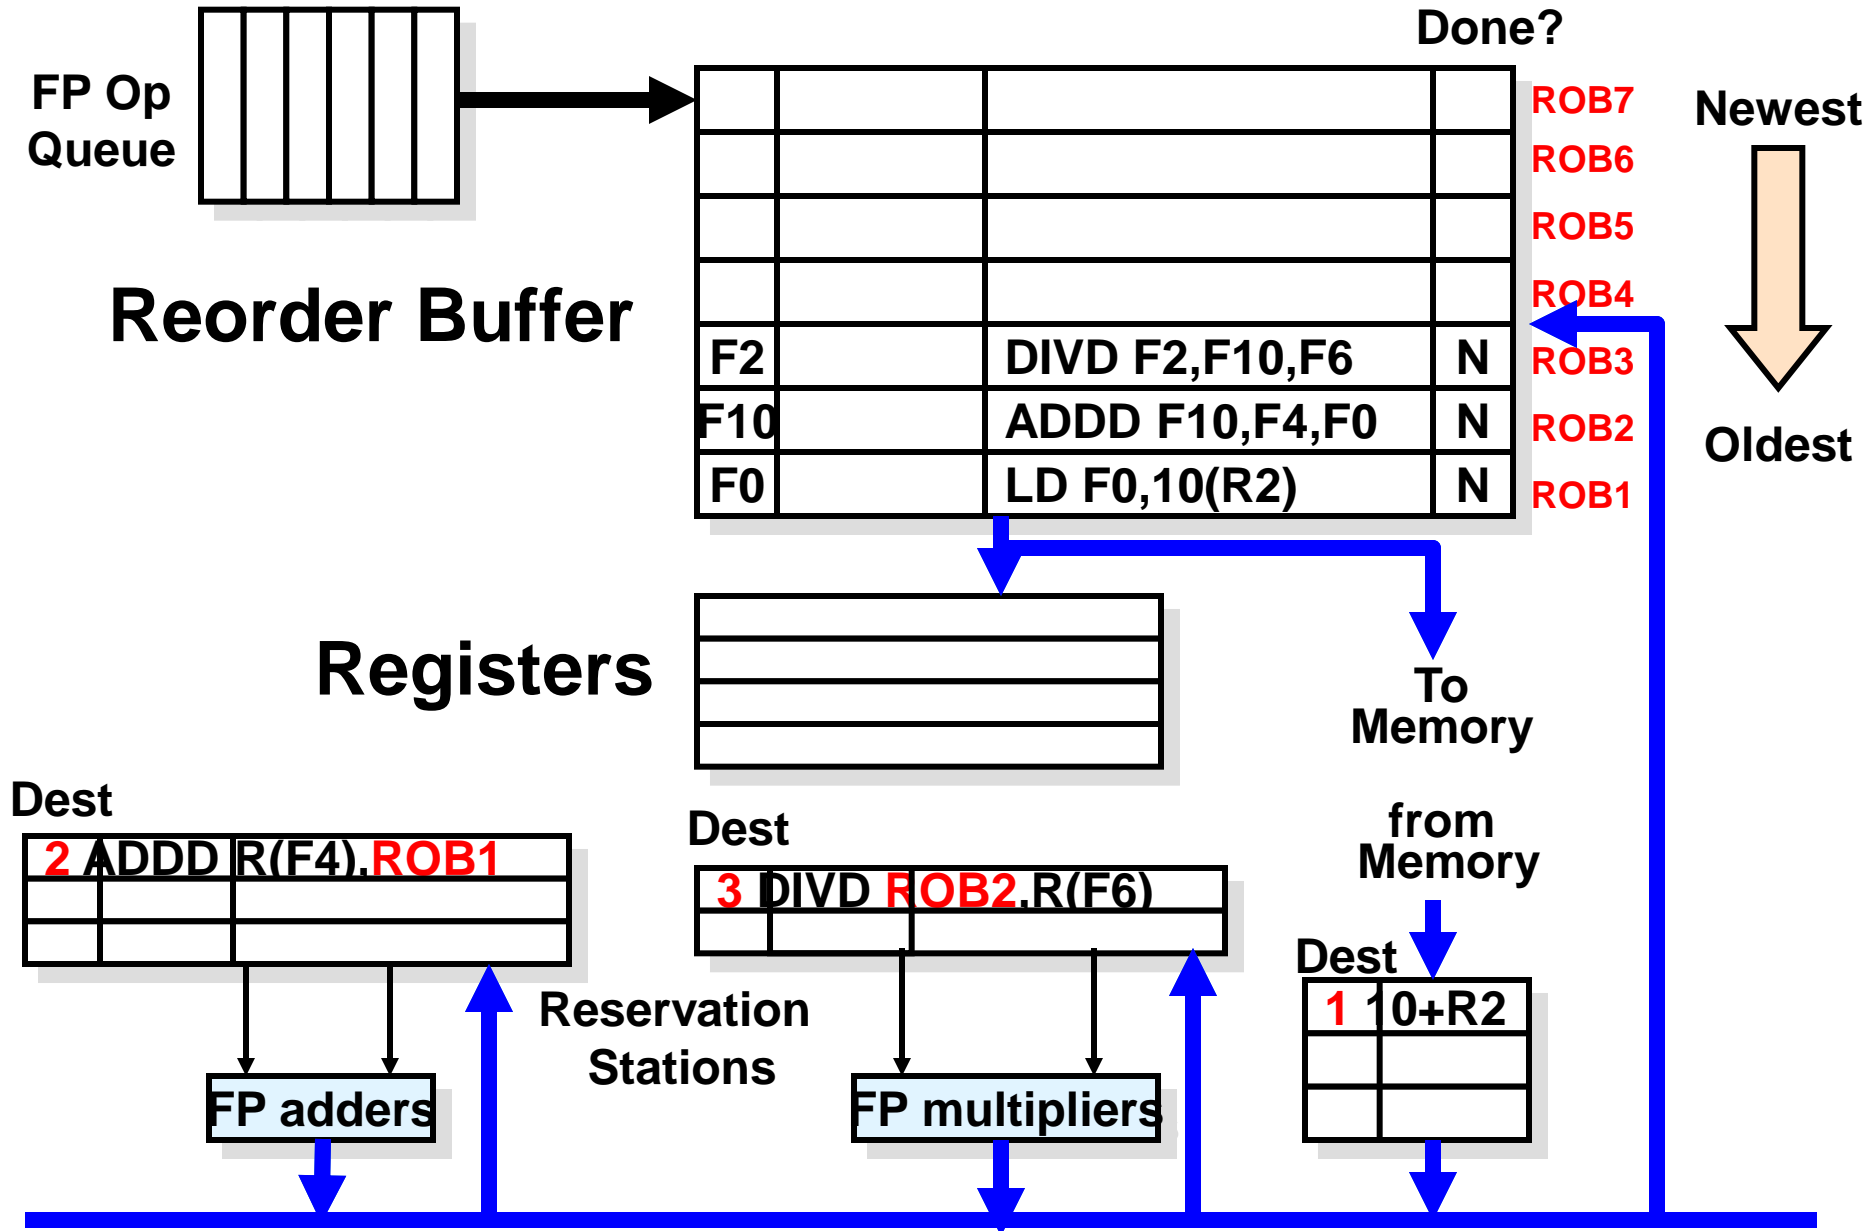 Done?
FP Op
Queue
ROB7
Newest
ROB6
ROB5
Reorder Buffer
ROB4
F2 DIVD F2,F10,F6 N ROB3
F10 ADDD F10,F4,F0 N ROB2
Oldest
F0 LD F0,10(R2) N ROB1
Registers
To
Memory
Dest
2 ADDD R(F4),ROB1
Dest
3 DIVD ROB2,R(F6)
from
Memory
Dest
1 10+R2
Reservation
Stations
FP adders
FP multipliers